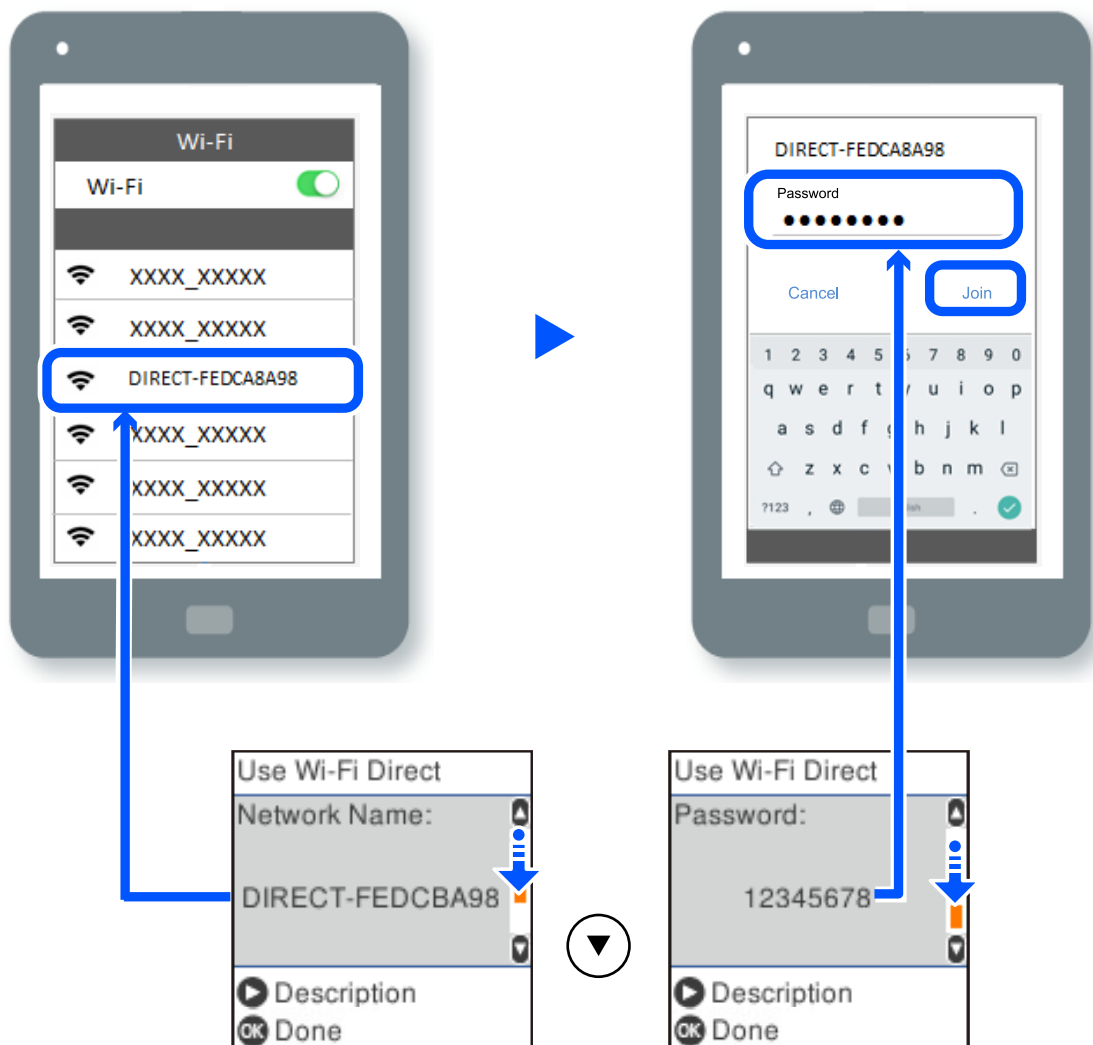 Wi-Fi
Wi-Fi
XXXX_XXXXX
XXXX_XXXXX
DIRECT-FEDCA8A98
XXXX_XXXXX
XXXX_XXXXX
XXXX_XXXXX
DIRECT-FEDCA8A98
Password
Cancel Join
1 2 3 4 5 7 8 9 0
q w e r t u i o p
a s d f h j k l
z x c b n m
?123 , .
Use Wi-Fi Direct
Network Name:
DIRECT-FEDCBA98
Description
OK Done
Use Wi-Fi Direct
Password:
12345678
Description
OK Done